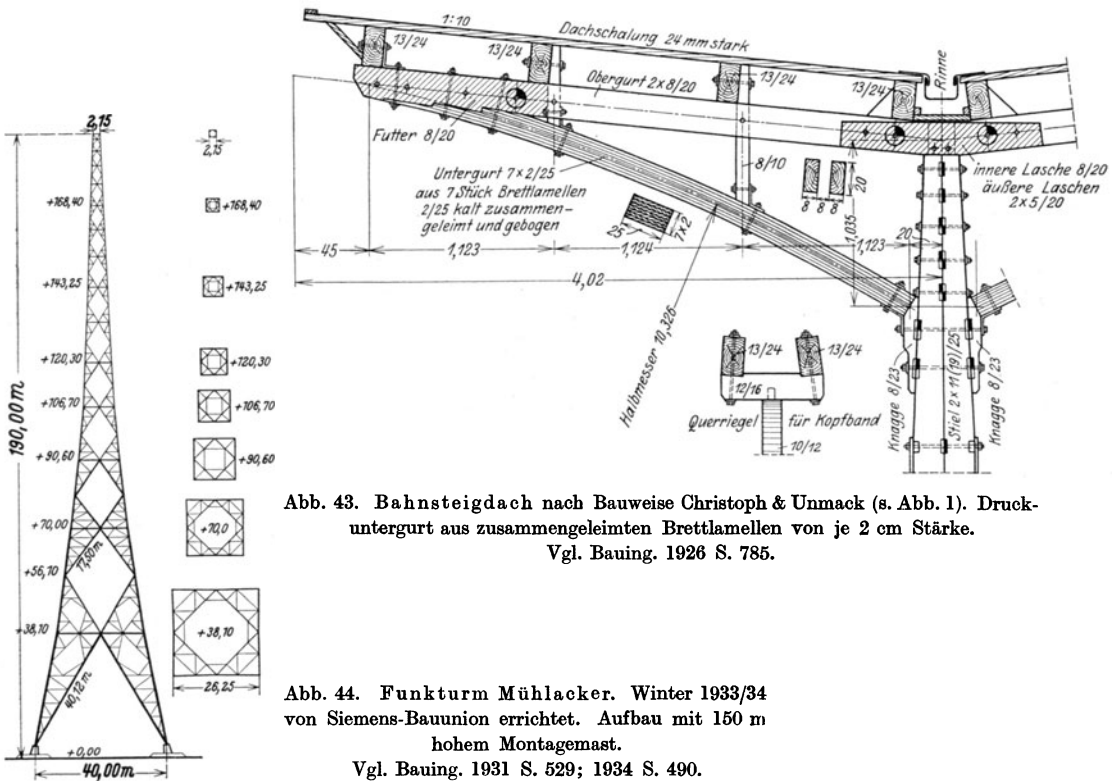 1:10
Dachschalung 24 mm stark
13/24
13/24
13/24
13/24
Rinne
Obergurt 2×8/20
Futter 8/20
8/10
Untergurt 7×2/25
aus 7 Stück Brettlamellen
2/25 kalt zusammen-
geleimt und gebogen
25
7×2
8 8 8
20
innere Lasche 8/20
äußere Laschen
2×5/20
1,035
20
45
1,123
1,124
1,123
4,02
Halbmesser 10,326
13/24
13/24
12/16
Querriegel für Kopfband
10/12
Knagge 8/23
Stiel 2×11(19)/25
Knagge 8/23
Abb. 43. Bahnsteigdach nach Bauweise Christoph & Unmack (s. Abb. 1). Druck-
untergurt aus zusammengeleimten Brettlamellen von je 2 cm Stärke.
Vgl. Bauing. 1926 S. 785.
2,15
2,15
190,00m
+168,40
+168,40
+143,25
+143,25
+120,30
+120,30
+106,70
+106,70
+90,60
+90,60
+70,00
+70,0
77,50m
+56,10
+38,10
+38,10
40,12m
26,25
+0,00
40,00m
Abb. 44. Funkturm Mühlacker. Winter 1933/34
von Siemens-Bauunion errichtet. Aufbau mit 150 m
hohem Montagemast.
Vgl. Bauing. 1931 S. 529; 1934 S. 490.